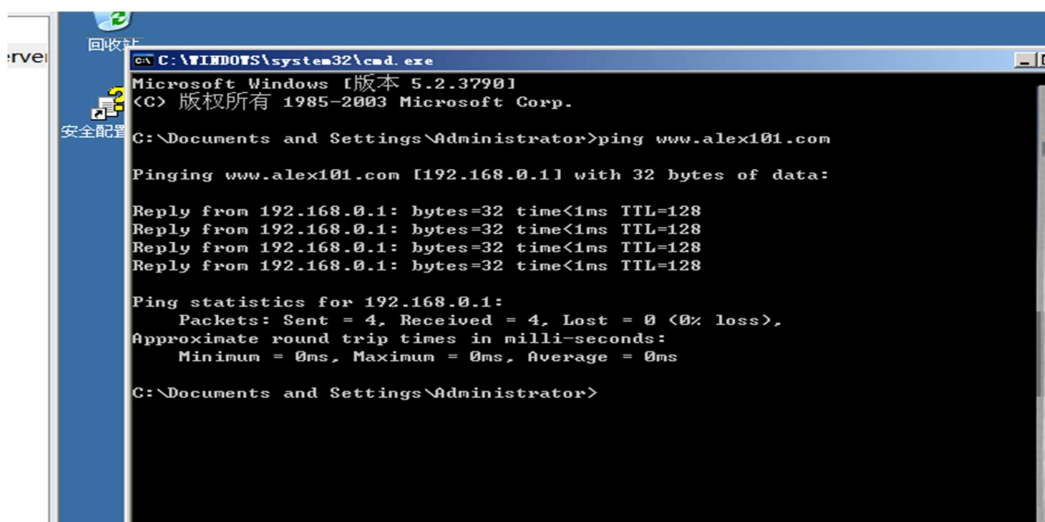 回收站
erver
安全配置
C:\WINDOWS\system32\cmd.exe
Microsoft Windows [版本 5.2.3790]
(C) 版权所有 1985-2003 Microsoft Corp.
C:\Documents and Settings\Administrator>ping www.alex101.com
Pinging www.alex101.com [192.168.0.1] with 32 bytes of data:
Reply from 192.168.0.1: bytes=32 time<1ms TTL=128
Reply from 192.168.0.1: bytes=32 time<1ms TTL=128
Reply from 192.168.0.1: bytes=32 time<1ms TTL=128
Reply from 192.168.0.1: bytes=32 time<1ms TTL=128
Ping statistics for 192.168.0.1:
Packets: Sent = 4, Received = 4, Lost = 0 (0% loss),
Approximate round trip times in milli-seconds:
Minimum = 0ms, Maximum = 0ms, Average = 0ms
C:\Documents and Settings\Administrator>